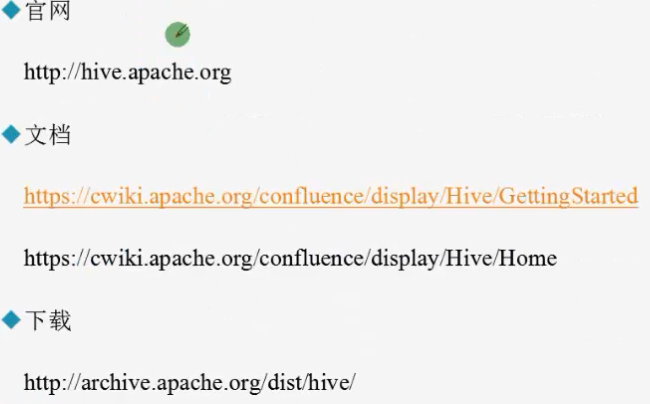 官网
http://hive.apache.org
文档
https://cwiki.apache.org/confluence/display/Hive/GettingStarted
https://cwiki.apache.org/confluence/display/Hive/Home
下载
http://archive.apache.org/dist/hive/